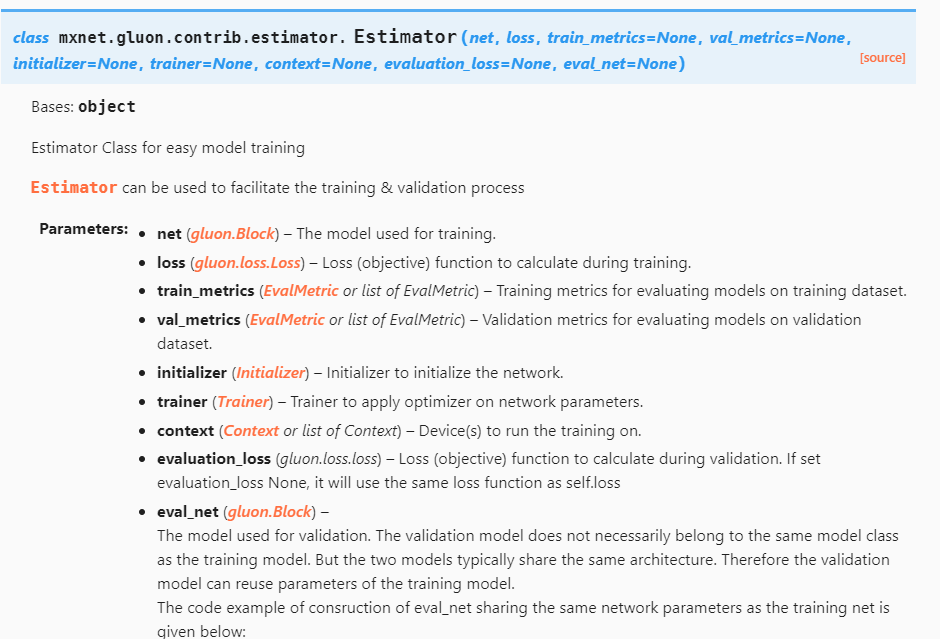 class mxnet.gluon.contrib.estimator. Estimator(net, loss, train_metrics=None, val_metrics=None,
initializer=None, trainer=None, context=None, evaluation_loss=None, eval_net=None)
[source]
Bases: object
Estimator Class for easy model training
Estimator can be used to facilitate the training & validation process
Parameters:
• net (gluon.Block) – The model used for training.
• loss (gluon.loss.Loss) – Loss (objective) function to calculate during training.
• train_metrics (EvalMetric or list of EvalMetric) – Training metrics for evaluating models on training dataset.
• val_metrics (EvalMetric or list of EvalMetric) – Validation metrics for evaluating models on validation
dataset.
• initializer (Initializer) – Initializer to initialize the network.
• trainer (Trainer) – Trainer to apply optimizer on network parameters.
• context (Context or list of Context) – Device(s) to run the training on.
• evaluation_loss (gluon.loss.loss) – Loss (objective) function to calculate during validation. If set
evaluation_loss None, it will use the same loss function as self.loss
• eval_net (gluon.Block) –
The model used for validation. The validation model does not necessarily belong to the same model class
as the training model. But the two models typically share the same architecture. Therefore the validation
model can reuse parameters of the training model.
The code example of consruction of eval_net sharing the same network parameters as the training net is
given below: